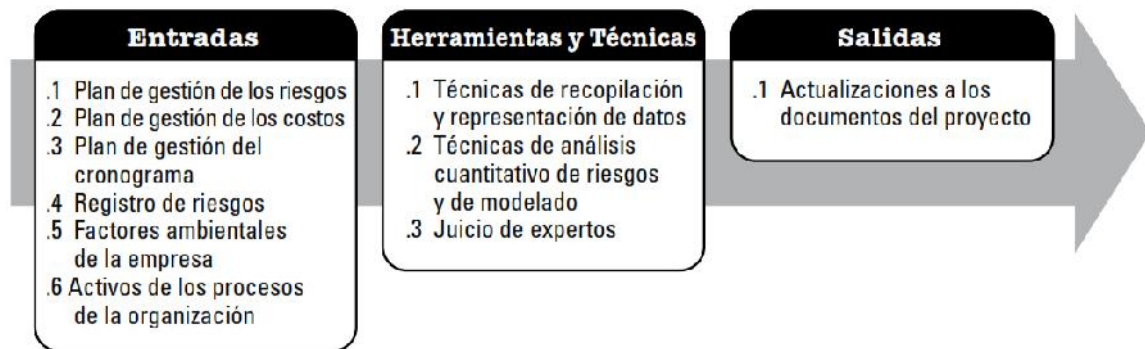 Entradas
.1 Plan de gestión de los riesgos
.2 Plan de gestión de los costos
.3 Plan de gestión del
cronograma
.4 Registro de riesgos
.5 Factores ambientales
de la empresa
.6 Activos de los procesos
de la organización
Herramientas y Técnicas
.1 Técnicas de recopilación
y representación de datos
.2 Técnicas de análisis
cuantitativo de riesgos
y de modelado
.3 Juicio de expertos
Salidas
.1 Actualizaciones a los
documentos del proyecto